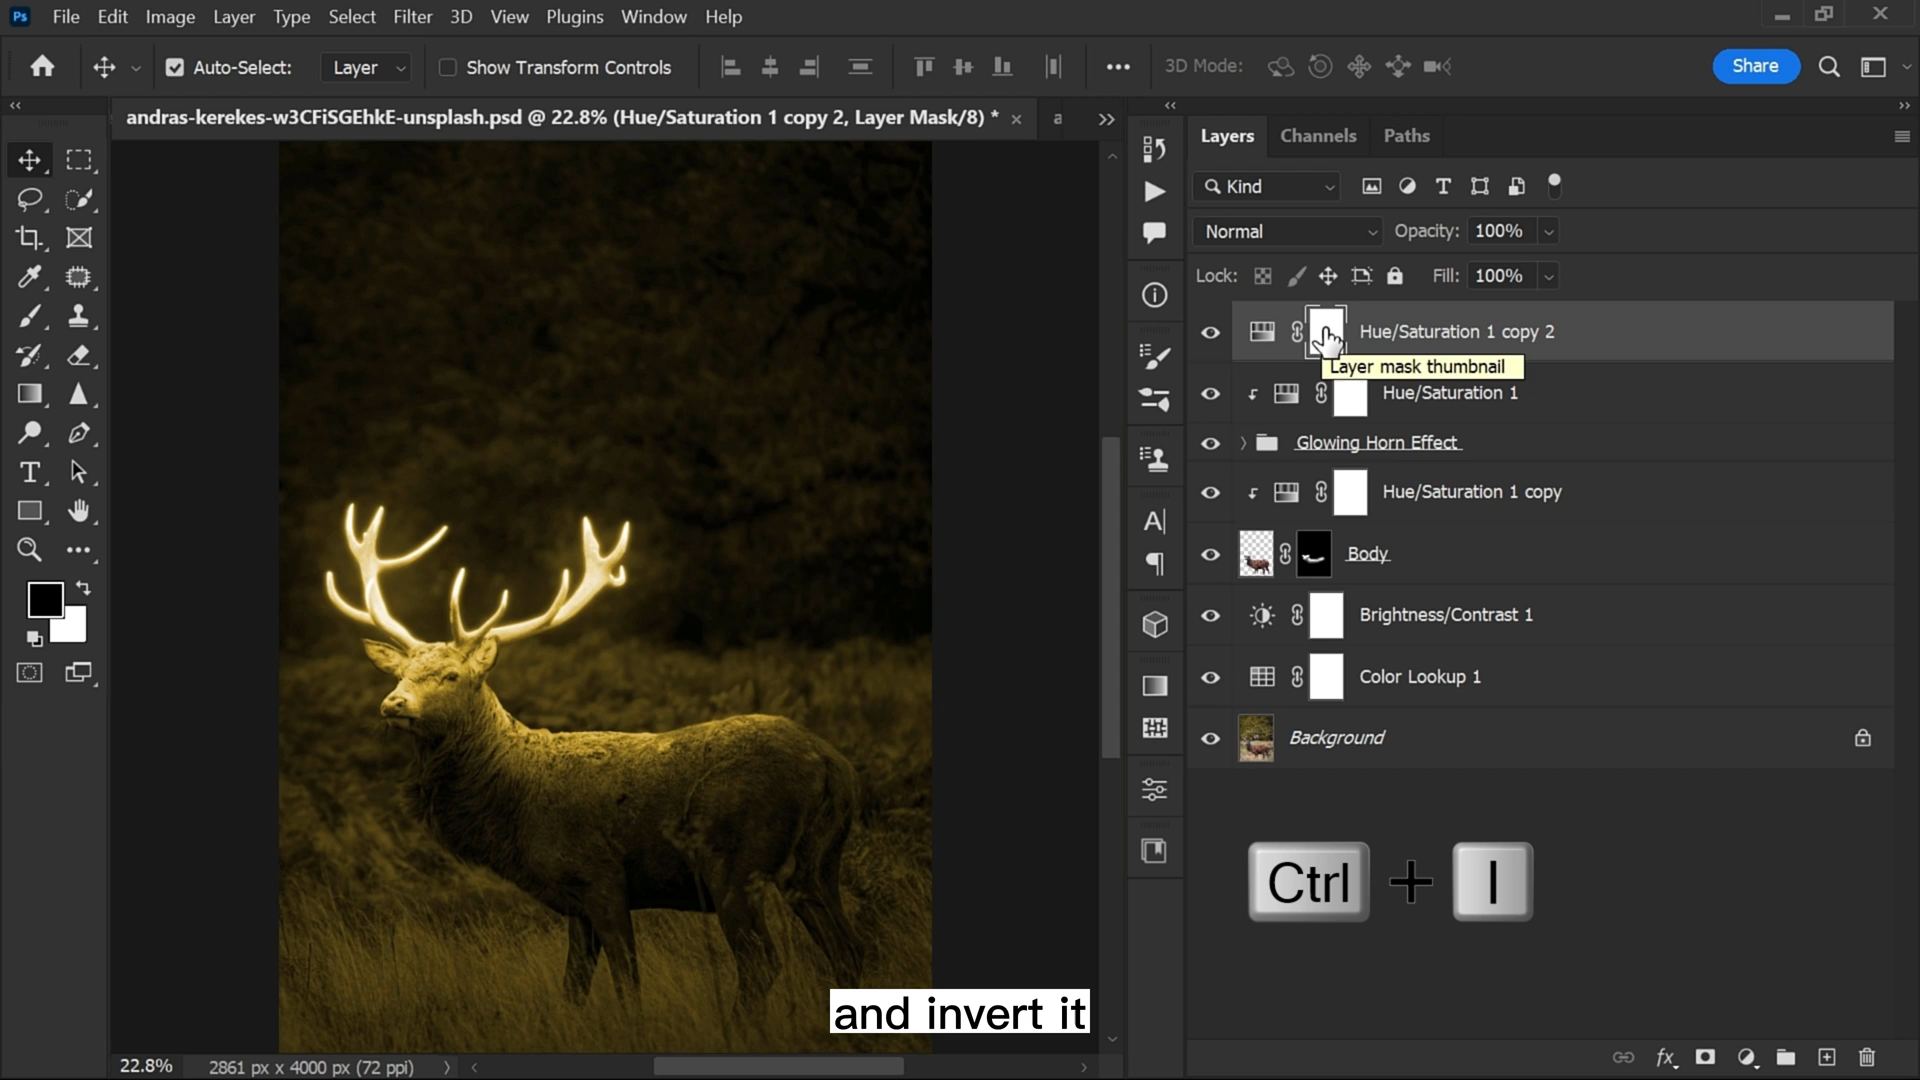 Ps File Edit Image Layer Type Select Filter 3D View Plugins Window Help
Auto-Select: Layer Show Transform Controls 3D Mode: Share
andras-kerekes-w3CFiSGEhkE-unsplash.psd @ 22.8% (Hue/Saturation 1 copy 2, Layer Mask/8) * × a
Layers Channels Paths
Kind
Normal Opacity: 100%
Lock: Fill: 100%
Hue/Saturation 1 copy 2
Layer mask thumbnail
Hue/Saturation 1
Glowing Horn Effect
Hue/Saturation 1 copy
Body
Brightness/Contrast 1
Color Lookup 1
Background
Ctrl + I
and invert it
22.8% 2861 px x 4000 px (72 ppi)
fx